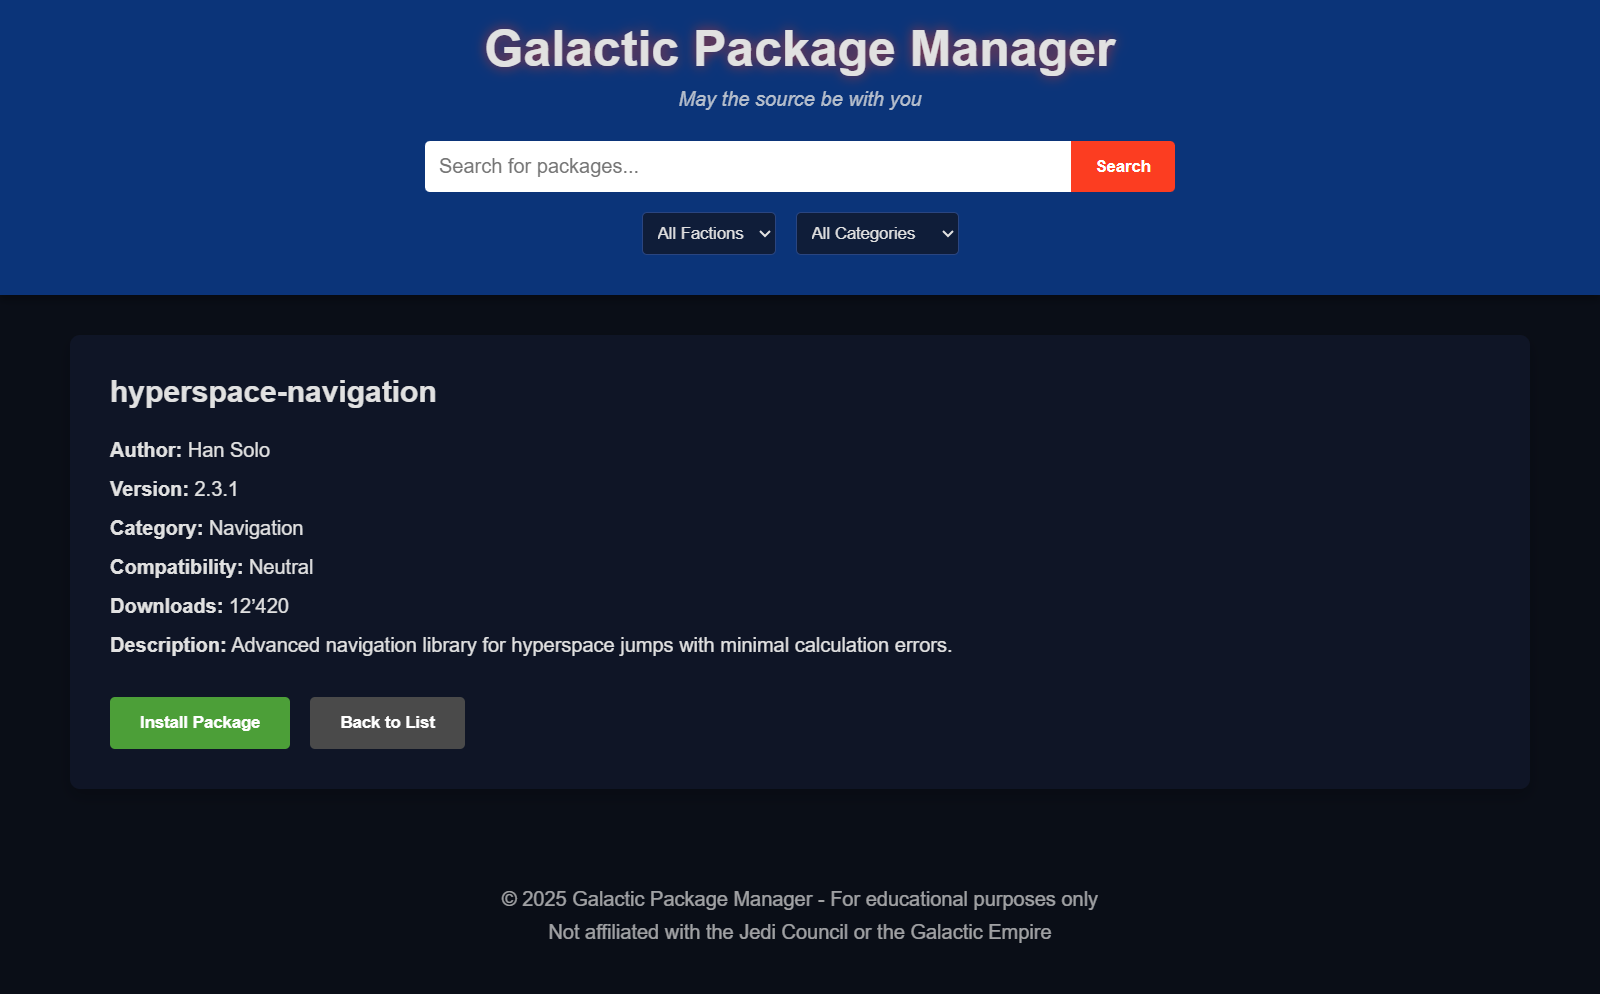 Galactic Package Manager
May the source be with you
Search for packages...
Search
All Factions
All Categories
hyperspace-navigation
Author: Han Solo
Version: 2.3.1
Category: Navigation
Compatibility: Neutral
Downloads: 12’420
Description: Advanced navigation library for hyperspace jumps with minimal calculation errors.
Install Package
Back to List
© 2025 Galactic Package Manager - For educational purposes only
Not affiliated with the Jedi Council or the Galactic Empire